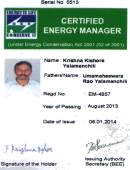 Serial No. 5513
CERTIFIED
ENERGY MANAGER
(under Energy Conservation Act 2001 (52 of 2001)
Name : Krishna Kishore
Yalamanchili
Fathers/Name : Umamaheswara
Rao Yalamanchili
Regd : EM-4857
Year of Passing : August 2013
Date of Issue : 06.01.2014
Signature of the Holder
Issuing Authority
Secretary (BEE)